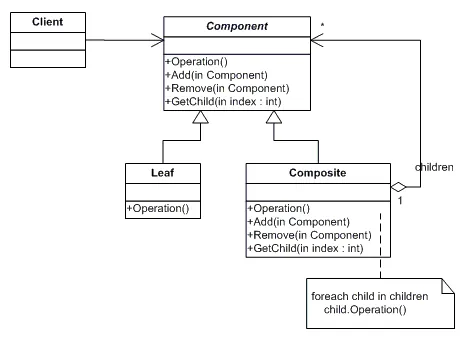 Client
Component
*
+Operation()
+Add(in Component)
+Remove(in Component)
+GetChild(in index : int)
children
Leaf
+Operation()
Composite
1
+Operation()
+Add(in Component)
+Remove(in Component)
+GetChild(in index : int)
foreach child in children
child.Operation()